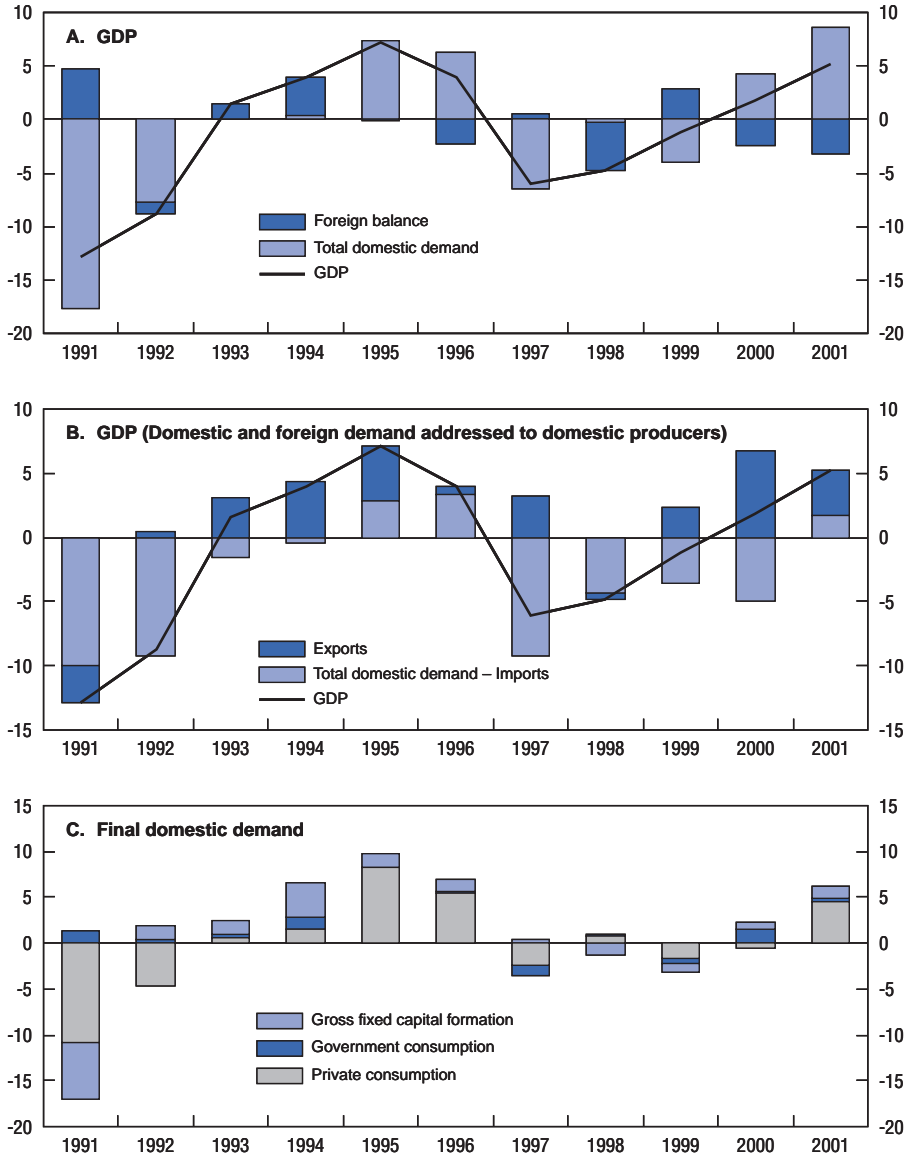 10 10
A. GDP
5 5
0 0
-5 -5
Foreign balance
-10 -10
Total domestic demand
GDP
-15 -15
-20 -20
1991 1992 1993 1994 1995 1996 1997 1998 1999 2000 2001
10 10
B. GDP (Domestic and foreign demand addressed to domestic producers)
5 5
0 0
-5 -5
Exports
-10 -10
Total domestic demand – Imports
GDP
-15 -15
1991 1992 1993 1994 1995 1996 1997 1998 1999 2000 2001
15 15
C. Final domestic demand
10 10
5 5
0 0
-5 -5
Gross fixed capital formation
-10 -10
Government consumption
Private consumption
-15 -15
-20 -20
1991 1992 1993 1994 1995 1996 1997 1998 1999 2000 2001